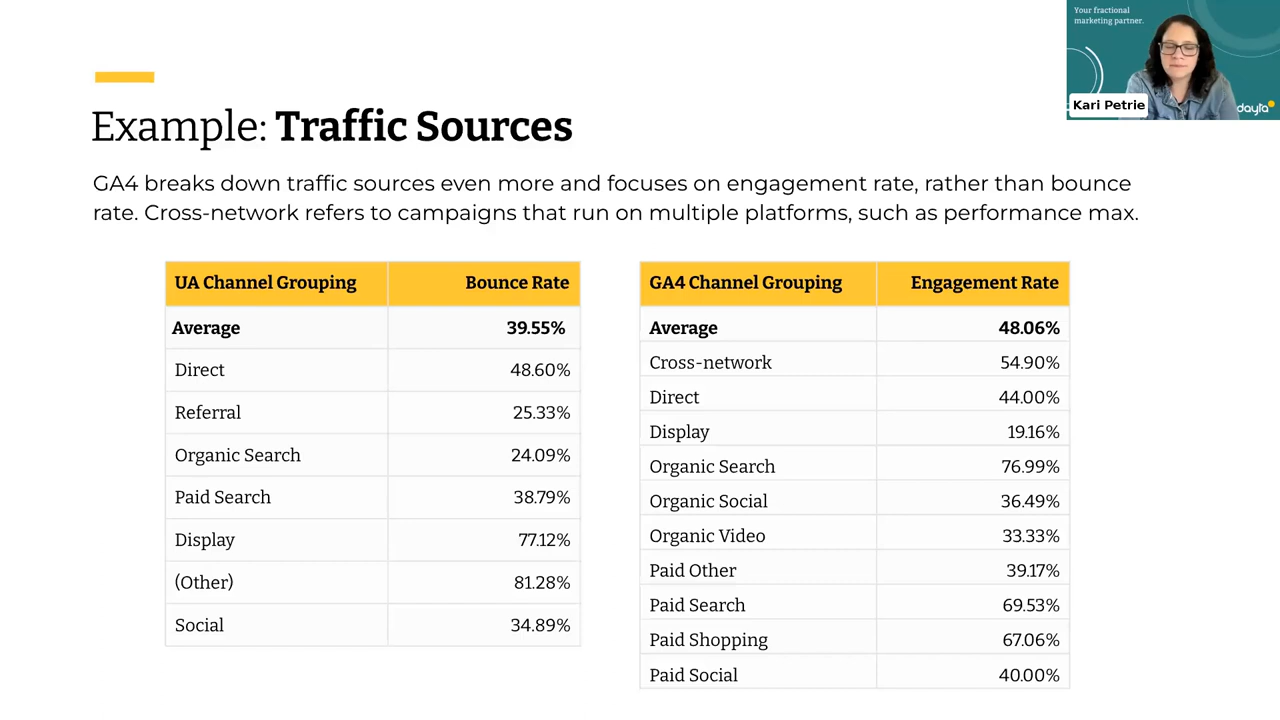 Your fractional
marketing partner.
Kari Petrie
dayta
Example: Traffic Sources
GA4 breaks down traffic sources even more and focuses on engagement rate, rather than bounce
rate. Cross-network refers to campaigns that run on multiple platforms, such as performance max.
UA Channel Grouping Bounce Rate
Average 39.55%
Direct 48.60%
Referral 25.33%
Organic Search 24.09%
Paid Search 38.79%
Display 77.12%
(Other) 81.28%
Social 34.89%
GA4 Channel Grouping Engagement Rate
Average 48.06%
Cross-network 54.90%
Direct 44.00%
Display 19.16%
Organic Search 76.99%
Organic Social 36.49%
Organic Video 33.33%
Paid Other 39.17%
Paid Search 69.53%
Paid Shopping 67.06%
Paid Social 40.00%